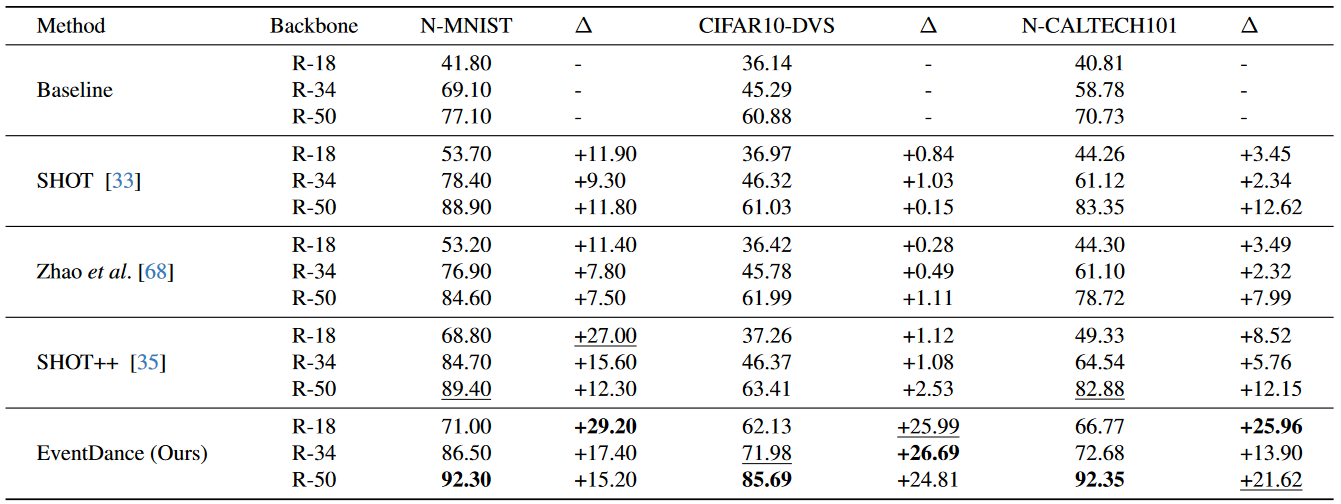 Method Backbone N-MNIST Δ CIFAR10-DVS Δ N-CALTECH101 Δ
R-18 41.80 - 36.14 - 40.81 -
Baseline R-34 69.10 - 45.29 - 58.78 -
R-50 77.10 - 60.88 - 70.73 -
R-18 53.70 +11.90 36.97 +0.84 44.26 +3.45
SHOT [33] R-34 78.40 +9.30 46.32 +1.03 61.12 +2.34
R-50 88.90 +11.80 61.03 +0.15 83.35 +12.62
R-18 53.20 +11.40 36.42 +0.28 44.30 +3.49
Zhao et al. [68] R-34 76.90 +7.80 45.78 +0.49 61.10 +2.32
R-50 84.60 +7.50 61.99 +1.11 78.72 +7.99
R-18 68.80 +27.00 37.26 +1.12 49.33 +8.52
SHOT++ [35] R-34 84.70 +15.60 46.37 +1.08 64.54 +5.76
R-50 89.40 +12.30 63.41 +2.53 82.88 +12.15
R-18 71.00 +29.20 62.13 +25.99 66.77 +25.96
EventDance (Ours) R-34 86.50 +17.40 71.98 +26.69 72.68 +13.90
R-50 92.30 +15.20 85.69 +24.81 92.35 +21.62